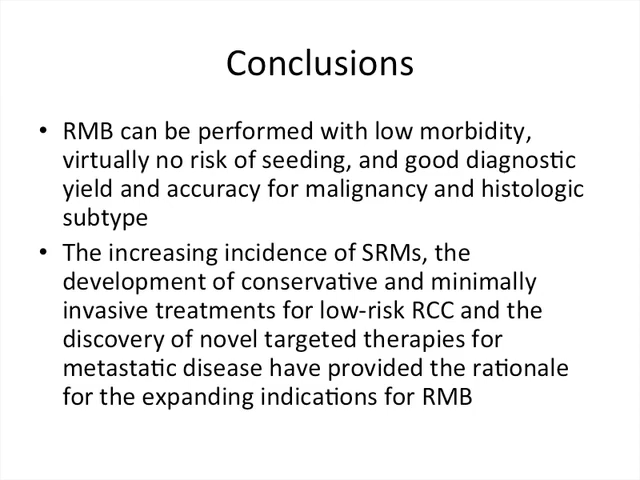 Conclusions
• RMB can be performed with low morbidity,
virtually no risk of seeding, and good diagnostic
yield and accuracy for malignancy and histologic
subtype
• The increasing incidence of SRMs, the
development of conservative and minimally
invasive treatments for low-risk RCC and the
discovery of novel targeted therapies for
metastatic disease have provided the rationale
for the expanding indications for RMB